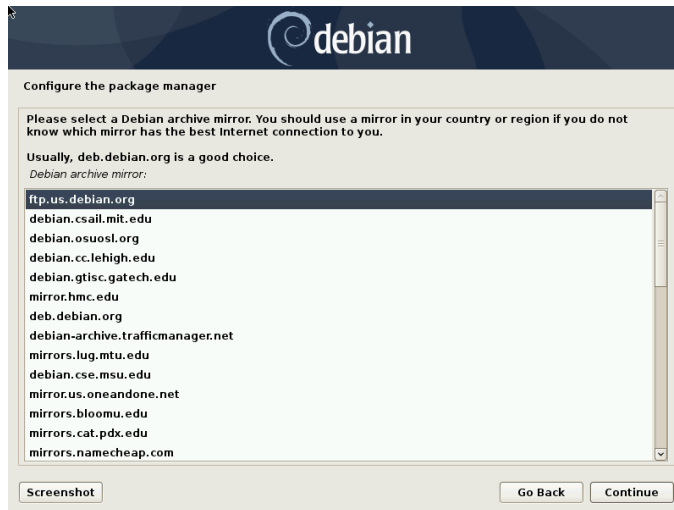 debian
Configure the package manager
Please select a Debian archive mirror. You should use a mirror in your country or region if you do not
know which mirror has the best Internet connection to you.
Usually, deb.debian.org is a good choice.
Debian archive mirror:
ftp.us.debian.org
debian.csail.mit.edu
debian.osuosl.org
debian.cc.lehigh.edu
debian.gtisc.gatech.edu
mirror.hmc.edu
deb.debian.org
debian-archive.trafficmanager.net
mirrors.lug.mtu.edu
debian.cse.msu.edu
mirror.us.oneandone.net
mirrors.bloomu.edu
mirrors.cat.pdx.edu
mirrors.namecheap.com
Screenshot
Go Back
Continue